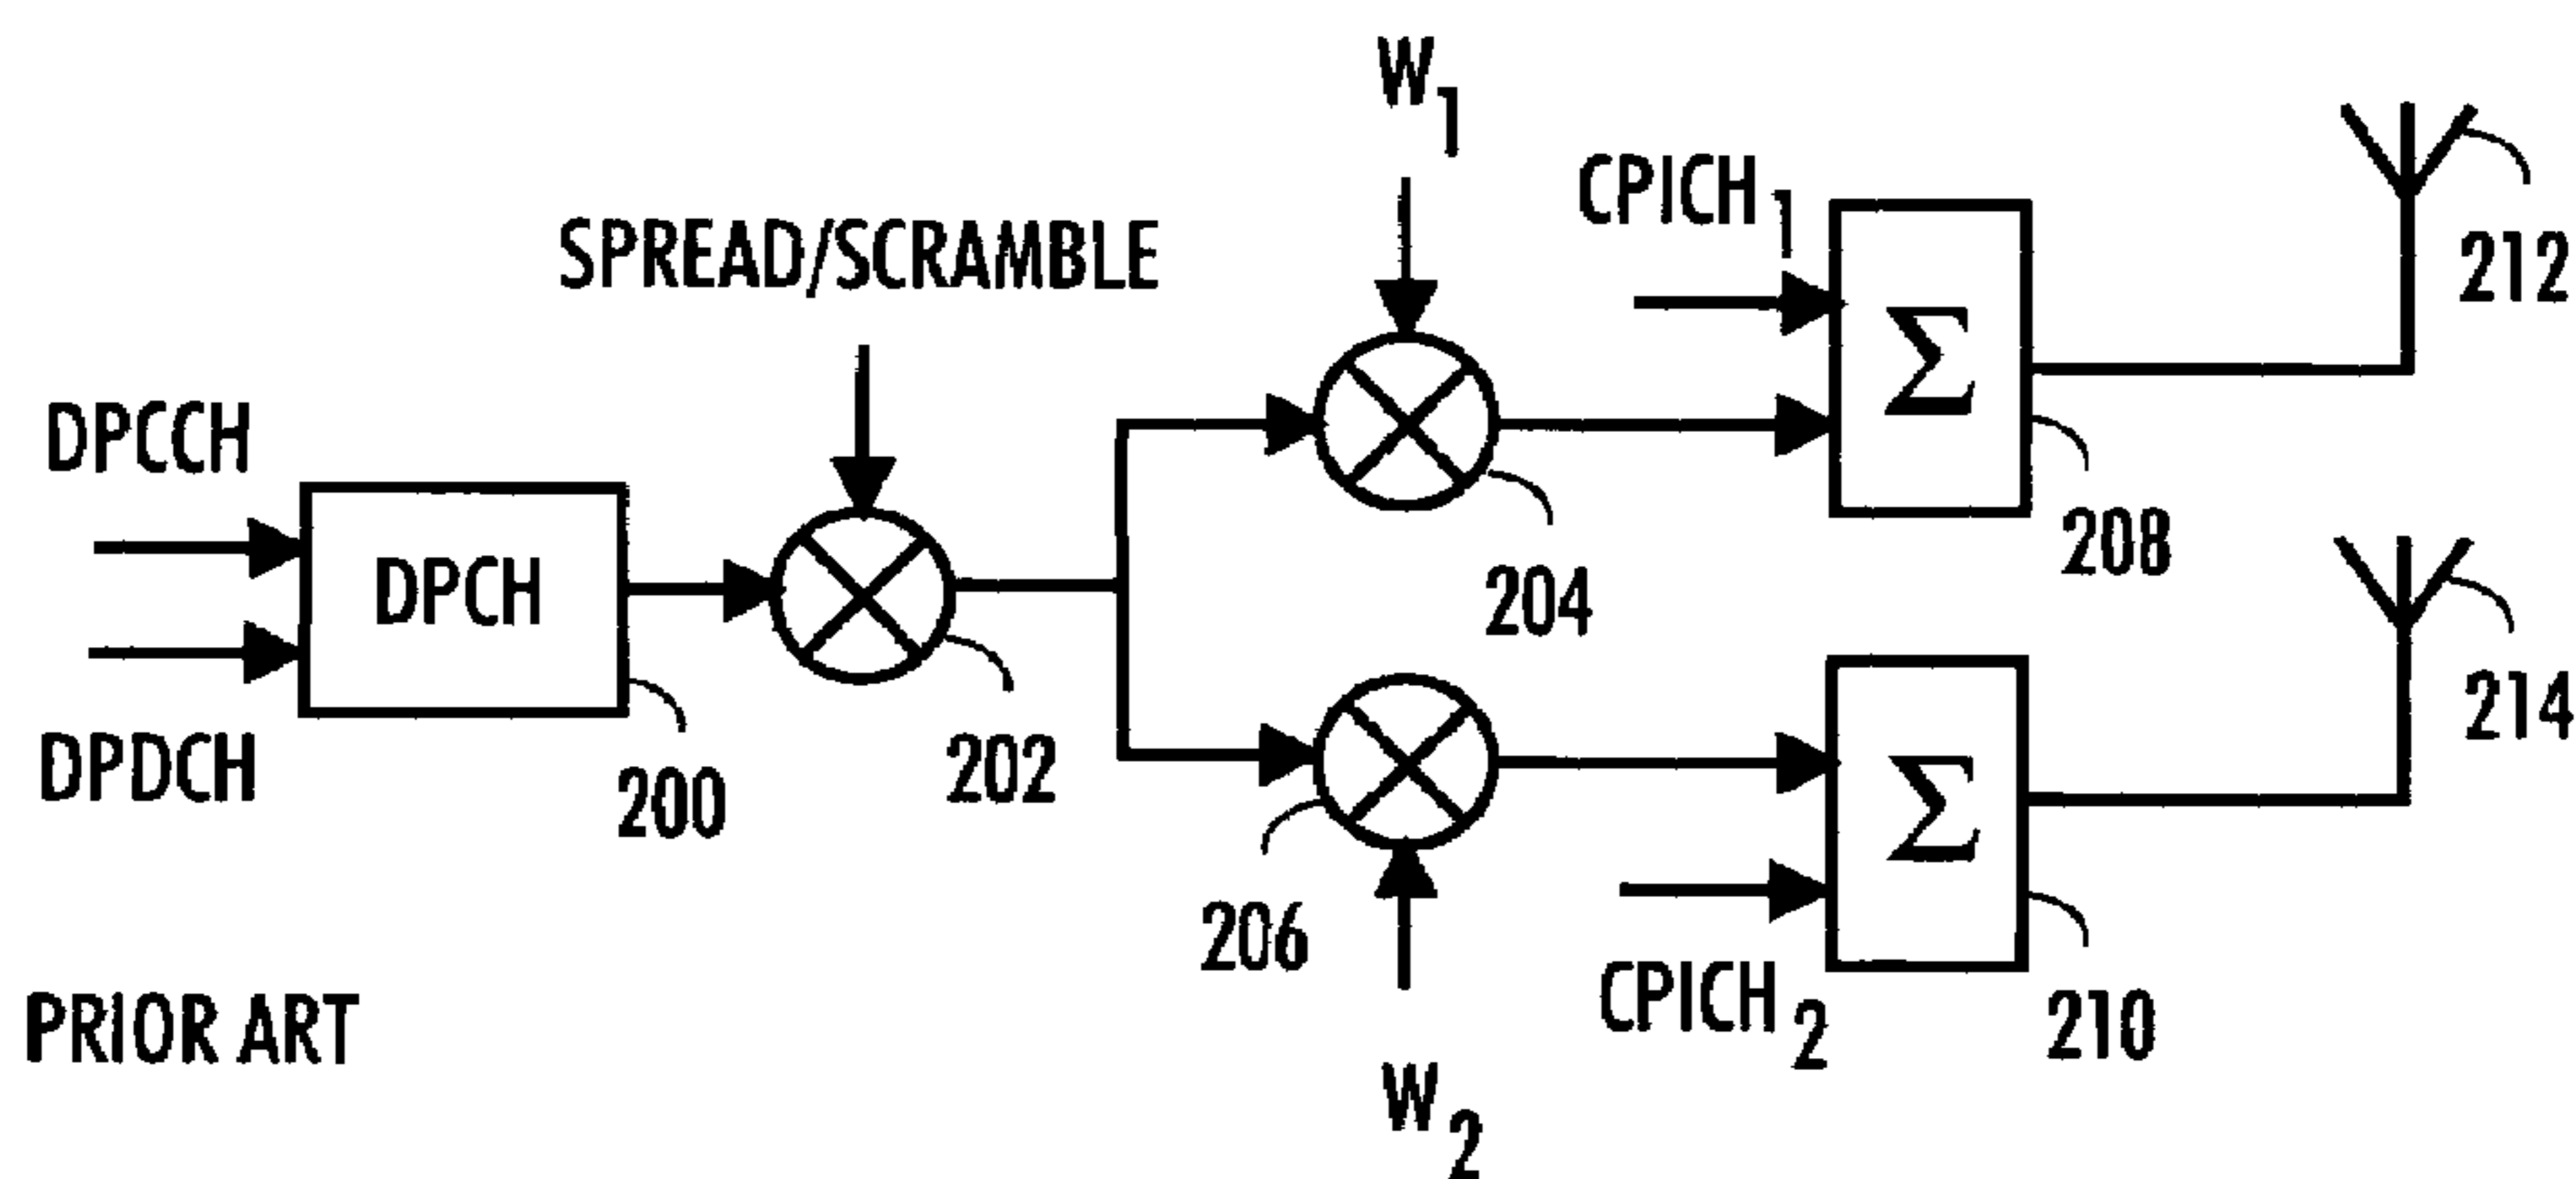 W1
CPICH1
SPREAD/SCRAMBLE
212
DPCCH
Σ
208
DPCH
204
202
200
DPDCH
214
Σ
206
CPICH2
210
PRIOR ART
W2